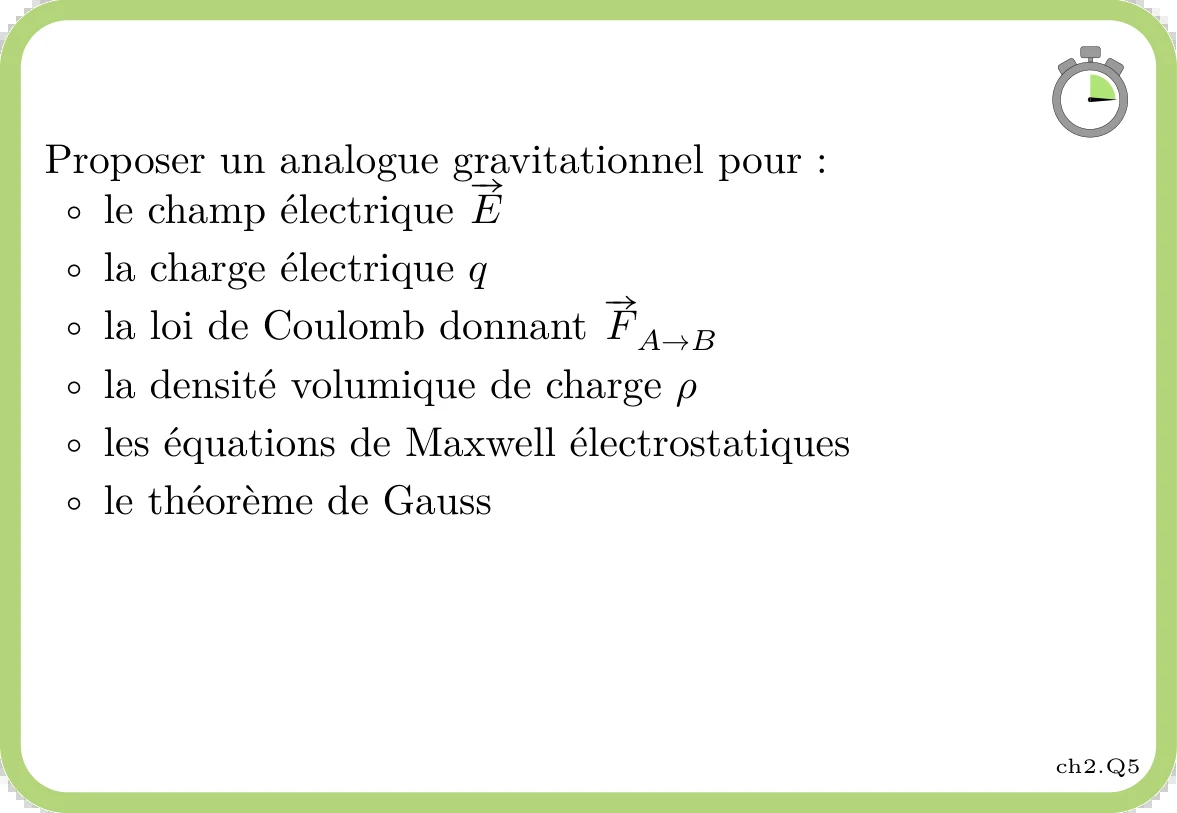 Proposer un analogue gravitationnel pour :
◦ le champ électrique $\overrightarrow{E}$
◦ la charge électrique $q$
◦ la loi de Coulomb donnant $\overrightarrow{F}_{A \to B}$
◦ la densité volumique de charge $\rho$
◦ les équations de Maxwell électrostatiques
◦ le théorème de Gauss
ch2.Q5